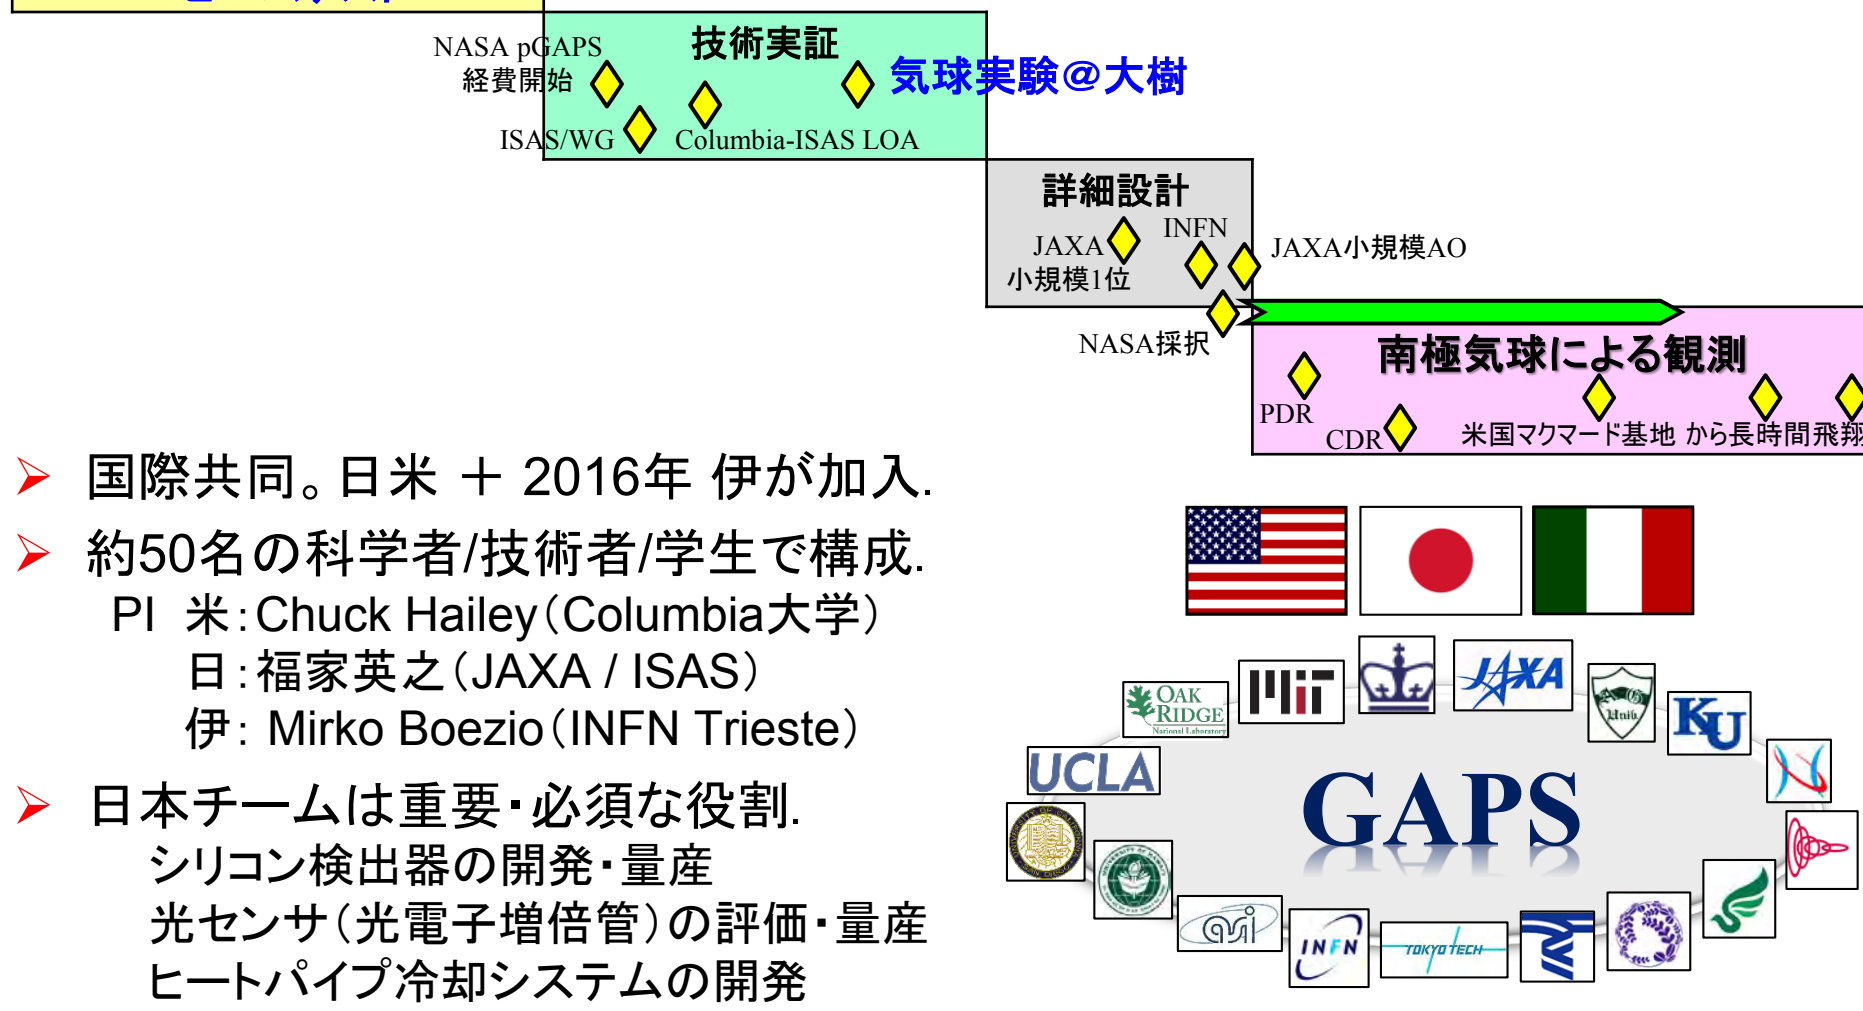 技術実証
NASA pGAPS
経費開始
気球実験@大樹
ISAS/WG
Columbia-ISAS LOA
詳細設計
INFN
JAXA
小規模1位
JAXA小規模AO
NASA採択
南極気球による観測
PDR
CDR
米国マクマード基地 から長時間飛翔
➢ 国際共同。日米 + 2016年 伊が加入.
➢ 約50名の科学者/技術者/学生で構成.
PI 米:Chuck Hailey(Columbia大学)
日:福家英之(JAXA / ISAS)
伊: Mirko Boezio(INFN Trieste)
➢ 日本チームは重要・必須な役割.
シリコン検出器の開発・量産
光センサ(光電子増倍管)の評価・量産
ヒートパイプ冷却システムの開発
OAK
RIDGE
National Laboratory
MiT
JAXA
A G
Univ.
KU
UCLA
GAPS
asi
INFN
TOKYO TECH